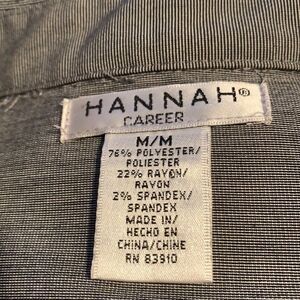 HANNAH®
CAREER
M/M
76% POLYESTER/
POLIESTER
22% RAYON/
RAYON
2% SPANDEX/
SPANDEX
MADE IN/
HECHO EN
CHINA/CHINE
RN 83910